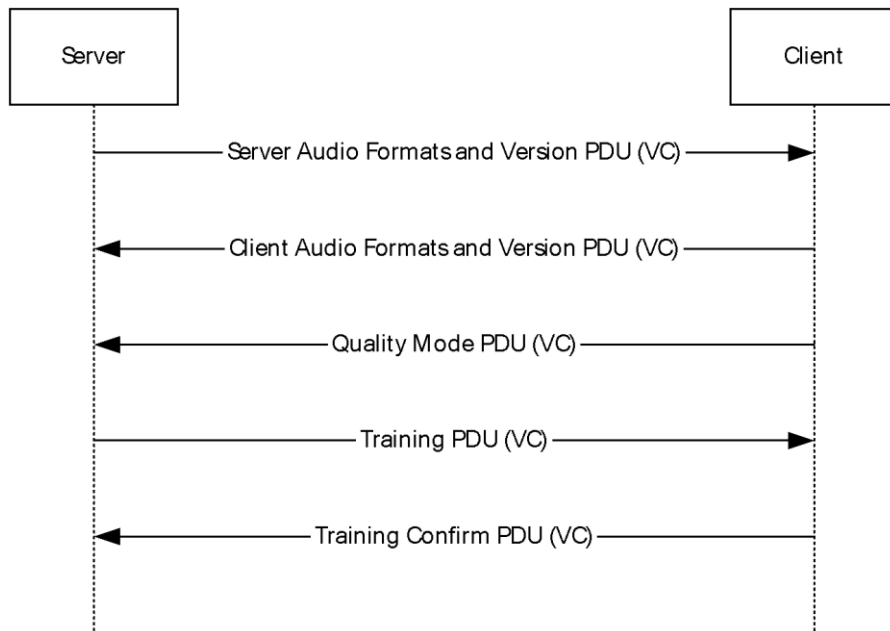 Server
Client
Server Audio Formats and Version PDU (VC)
Client Audio Formats and Version PDU (VC)
Quality Mode PDU (VC)
Training PDU (VC)
Training Confirm PDU (VC)